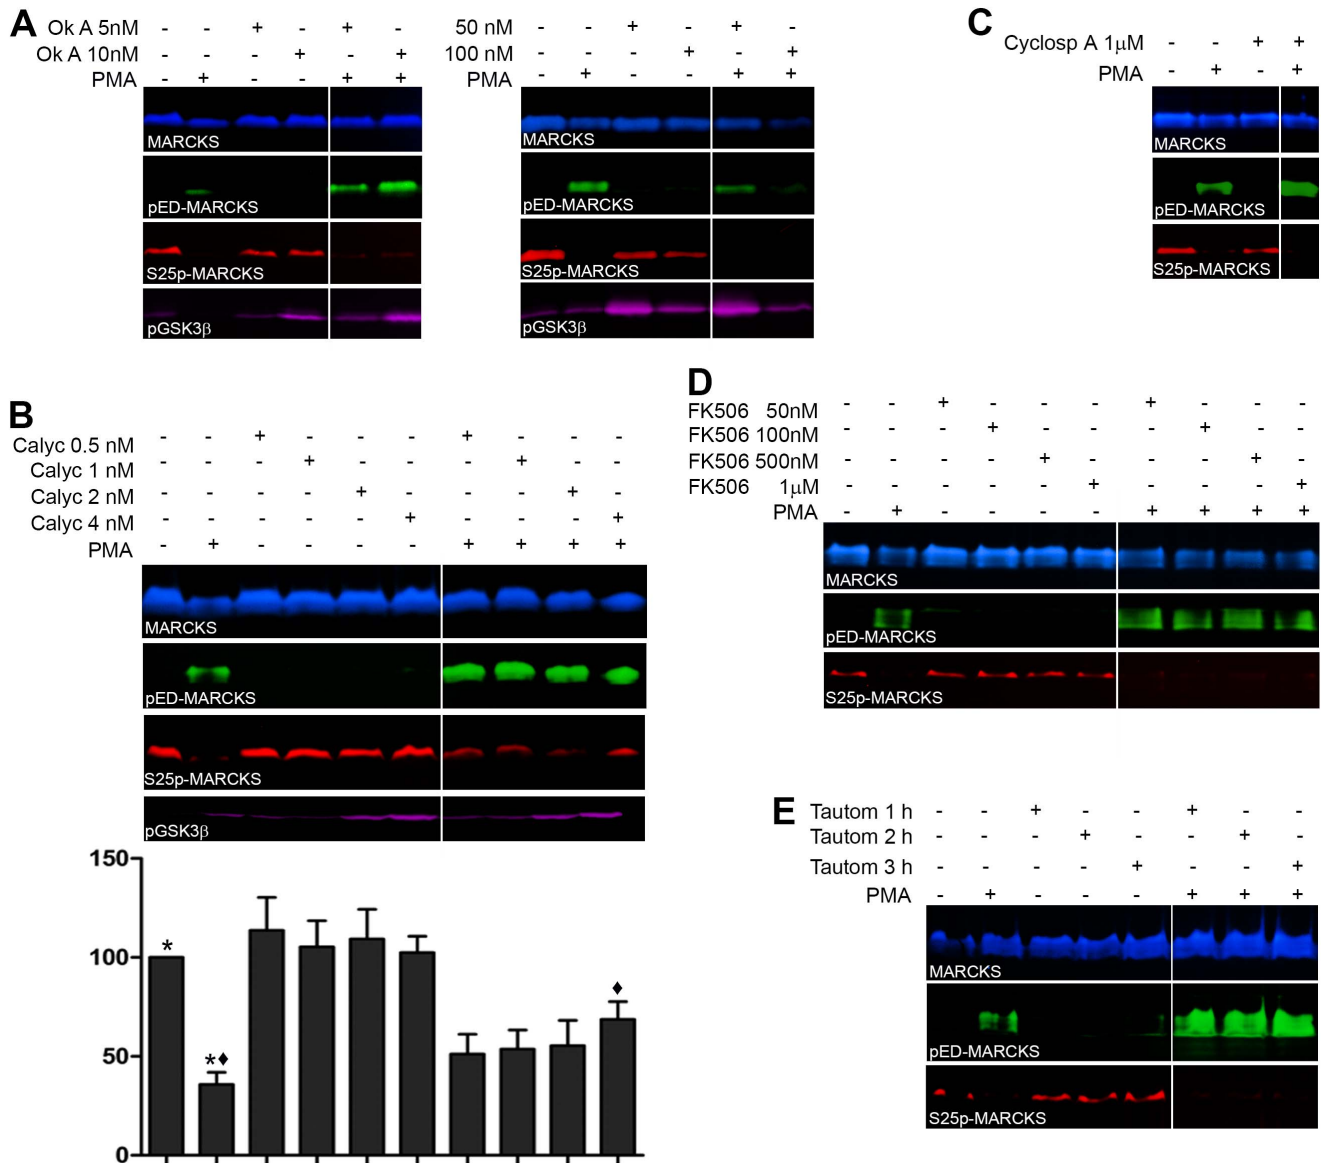 A
Ok A 5nM - - + - + -
Ok A 10nM - - - + - +
PMA - + - - + +
MARCKS
pED-MARCKS
S25p-MARCKS
pGSK3β
50 nM - - + - + -
100 nM - - - + - +
PMA - + - - + +
MARCKS
pED-MARCKS
S25p-MARCKS
pGSK3β
C
Cyclosp A 1μM - - + +
PMA - + - +
MARCKS
pED-MARCKS
S25p-MARCKS
B
Calyc 0.5 nM - - + - - - + - - -
Calyc 1 nM - - - + - - - + - -
Calyc 2 nM - - - - + - - - + -
Calyc 4 nM - - - - - + - - - +
PMA - + - - - - + + + +
MARCKS
pED-MARCKS
S25p-MARCKS
pGSK3β
150
100
50
0
*
*♦
♦
D
FK506 50nM - - + - - - + - - -
FK506 100nM - - - + - - - + - -
FK506 500nM - - - - + - - - + -
FK506 1μM - - - - - + - - - +
PMA - + - - - - + + + +
MARCKS
pED-MARCKS
S25p-MARCKS
E
Tautom 1 h - - + - - + - -
Tautom 2 h - - - + - - + -
Tautom 3 h - - - - + - - +
PMA - + - - - + + +
MARCKS
pED-MARCKS
S25p-MARCKS